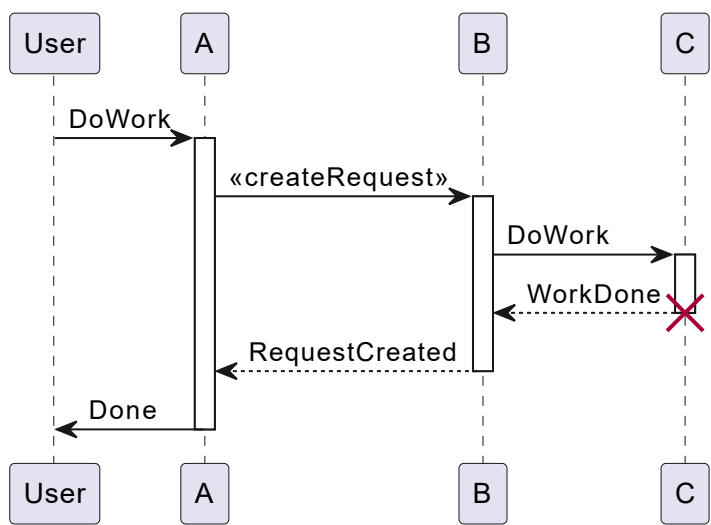 User A B C
DoWork
«createRequest»
DoWork
WorkDone
RequestCreated
Done
User A B C